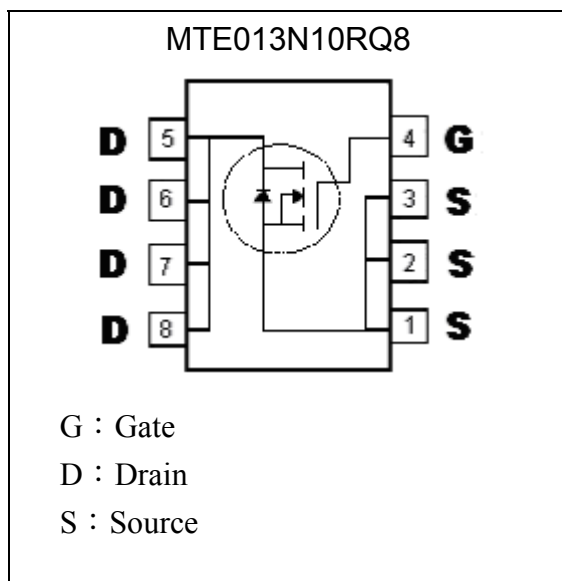 MTE013N10RQ8
D 5 4 G
D 6 3 S
D 7 2 S
D 8 1 S
G：Gate
D：Drain
S：Source